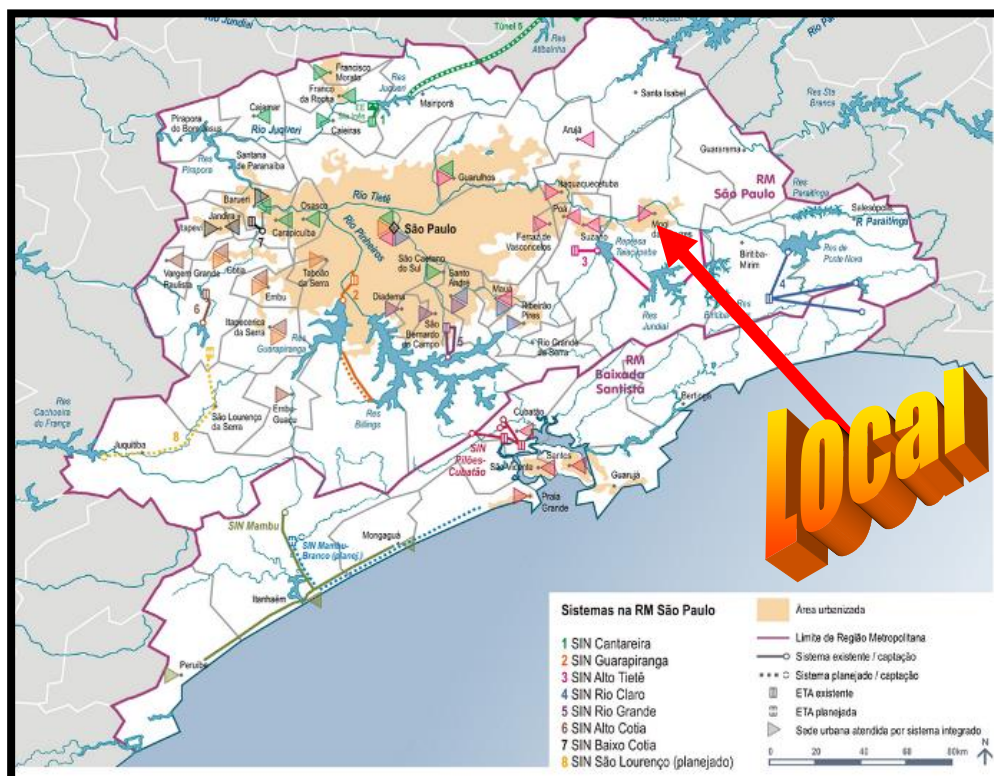 Rio Jundiaí
Túnel 5
Res
Atibainha
Rio Jaguari
Francisco
Morato
Franco
da Rocha
Res
Juqueri
Cajamar
Caieiras
Mairiporã
Santa Isabel
Res Sta
Branca
Pirapora
do Bom Jesus
Rio Juqueri
Arujá
Guararema
Santana
de Parnaíba
Res
Pirapora
Guarulhos
Itaquaquecetuba
RM
São Paulo
Res
Paraitinga
Salesópolis
R Paraitinga
Barueri
Jandira
Itapevi
Osasco
Carapicuíba
7
Rio Tietê
Rio Pinheiros
São Paulo
Poá
Ferraz de
Vasconcelos
Suzano
Mogi
Represa
Taiaçupeba
3
Biritiba-
Mirim
Res de
Ponte Nova
4
Vargem Grande
Paulista
Cotia
Embu
Taboão
da Serra
2
São Caetano
do Sul
Santo
André
Mauá
Ribeirão
Pires
Res
Jundiaí
Res
6
Itapecerica
da Serra
Res
Guarapiranga
Diadema
São
Bernardo
do Campo
5
Rio Grande
da Serra
RM
Baixada
Santista
Bertioga
Res
Cachoeira
do França
Juquitiba
8
São Lourenço
da Serra
Embu-
Guaçu
Res
Billings
Cubatão
SIN
Pilões-
Cubatão
São Vicente
Santos
Guarujá
Praia
Grande
Local
SIN Mambu
SIN Mambu-
Branco (planej.)
Mongaguá
Itanhaém
Peruíbe
Sistemas na RM São Paulo
1 SIN Cantareira
2 SIN Guarapiranga
3 SIN Alto Tietê
4 SIN Rio Claro
5 SIN Rio Grande
6 SIN Alto Cotia
7 SIN Baixo Cotia
8 SIN São Lourenço (planejado)
Área urbanizada
Limite de Região Metropolitana
Sistema existente / captação
Sistema planejado / captação
ETA existente
ETA planejada
Sede urbana atendida por sistema integrado
0 20 40 60 80km
N